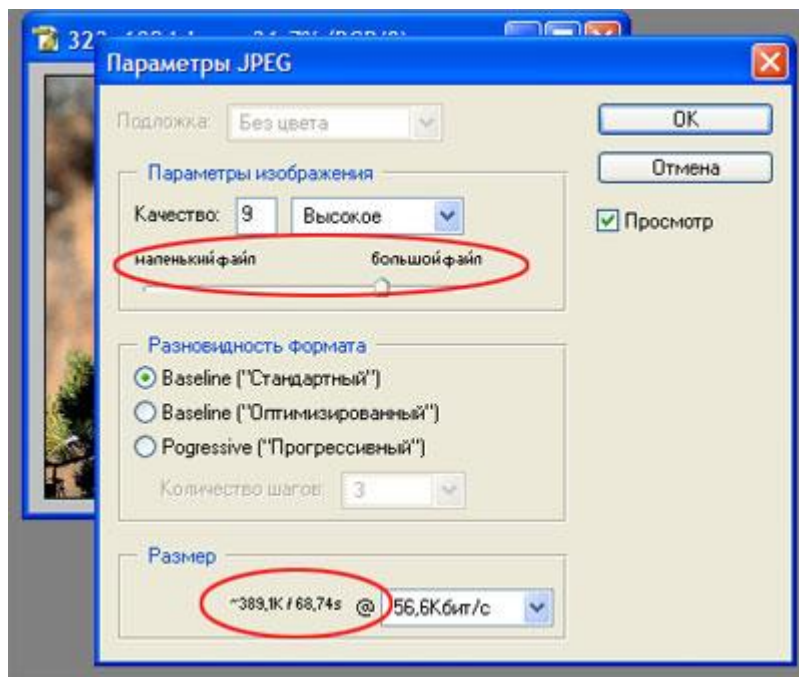 32
Параметры JPEG
Подложка: Без цвета
OK
Отмена
Просмотр
Параметры изображения
Качество: 9 Высокое
маленький файл большой файл
Разновидность формата
Baseline ("Стандартный")
Baseline ("Оптимизированный")
Pogressive ("Прогрессивный")
Количество шагов: 3
Размер
~389,1K / 68,74s @ 56,6Кбит/с